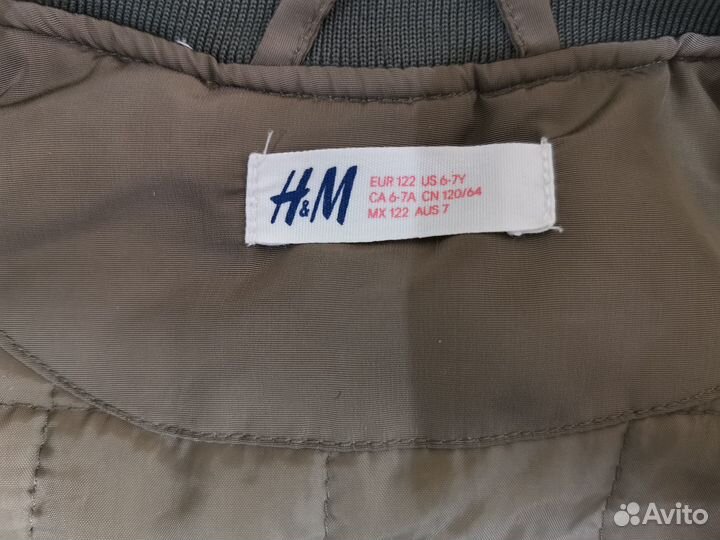 H&M
EUR 122 US 6-7Y
CA 6-7A CN 120/64
MX 122 AUS 7
Avito